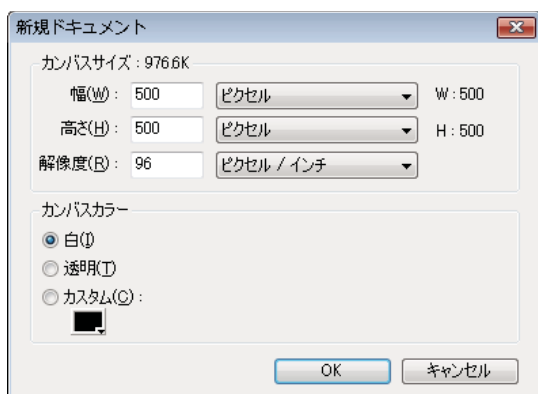 新規ドキュメント
カンバスサイズ : 976.6K
幅(W) : 500 ピクセル W : 500
高さ(H) : 500 ピクセル H : 500
解像度(R) : 96 ピクセル / インチ
カンバスカラー
白(I)
透明(T)
カスタム(C) :
OK キャンセル